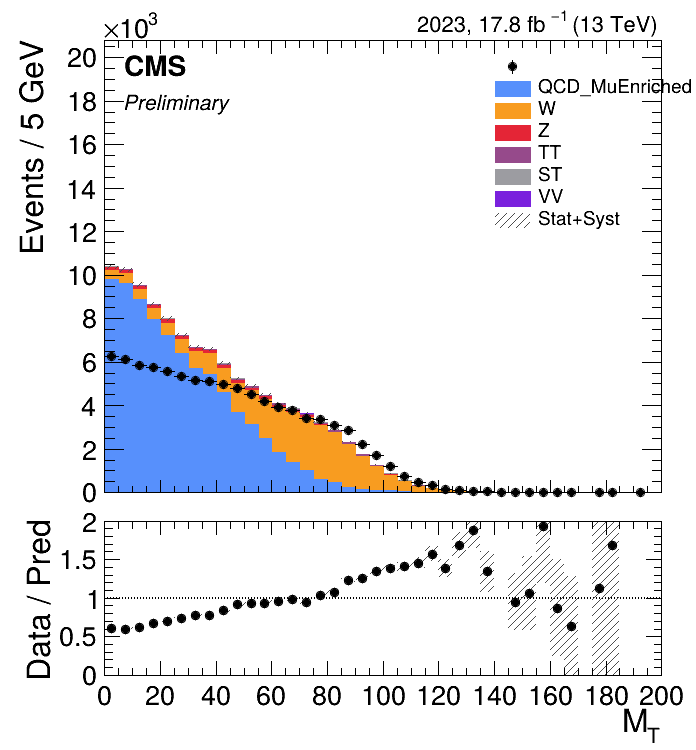 ×10³
2023, 17.8 fb⁻¹ (13 TeV)
CMS
Preliminary
QCD_MuEnriched
W
Z
TT
ST
VV
Stat+Syst
Events / 5 GeV
20
18
16
14
12
10
8
6
4
2
0
Data / Pred
2
1.5
1
0.5
0
0 20 40 60 80 100 120 140 160 180 200
M_T